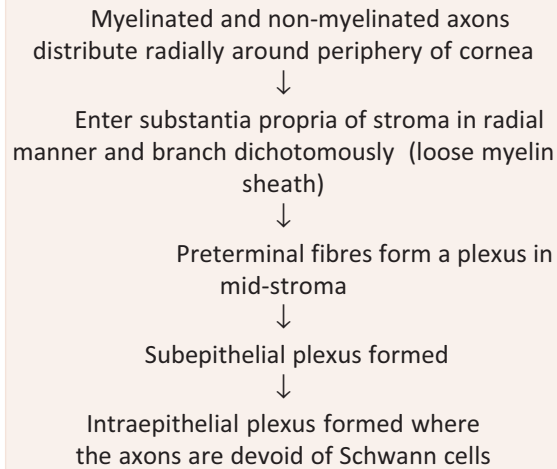 Myelinated and non-myelinated axons
distribute radially around periphery of cornea
↓
Enter substantia propria of stroma in radial
manner and branch dichotomously (loose myelin
sheath)
↓
Preterminal fibres form a plexus in
mid-stroma
↓
Subepithelial plexus formed
↓
Intraepithelial plexus formed where
the axons are devoid of Schwann cells